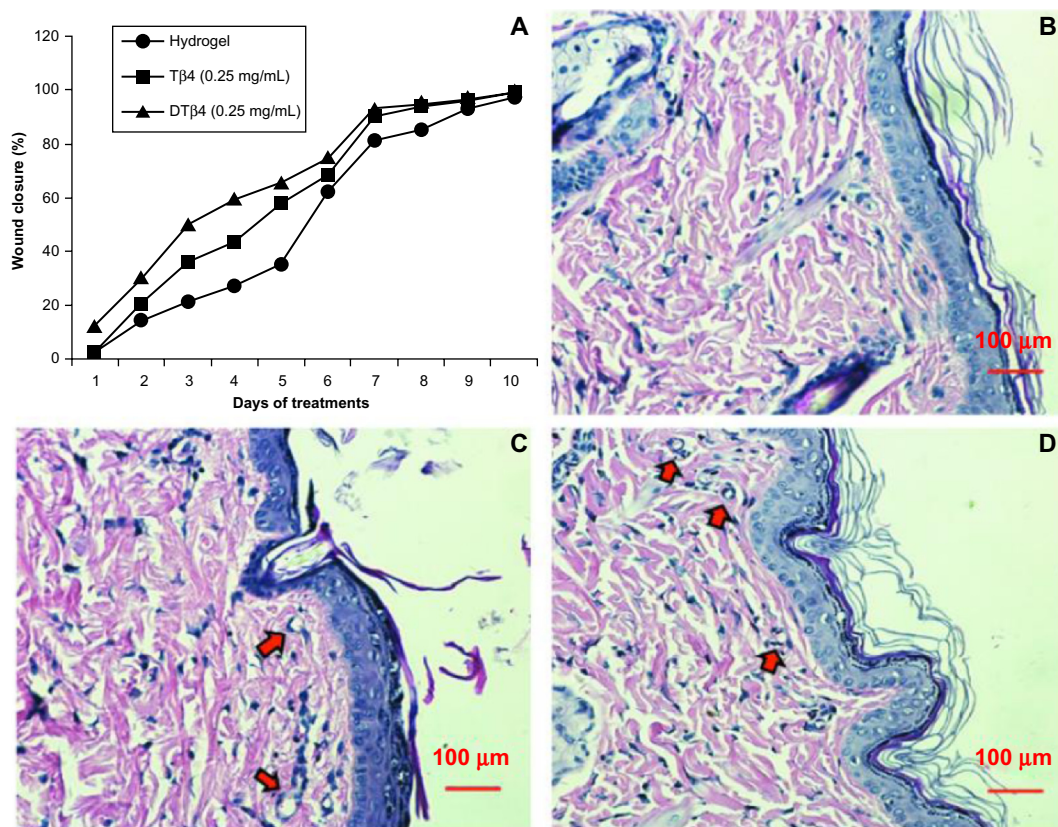 A
120
100
80
60
40
20
0
Wound closure (%)
Hydrogel
Tβ4 (0.25 mg/mL)
DTβ4 (0.25 mg/mL)
1 2 3 4 5 6 7 8 9 10
Days of treatments
B
100 μm
C
100 μm
D
100 μm